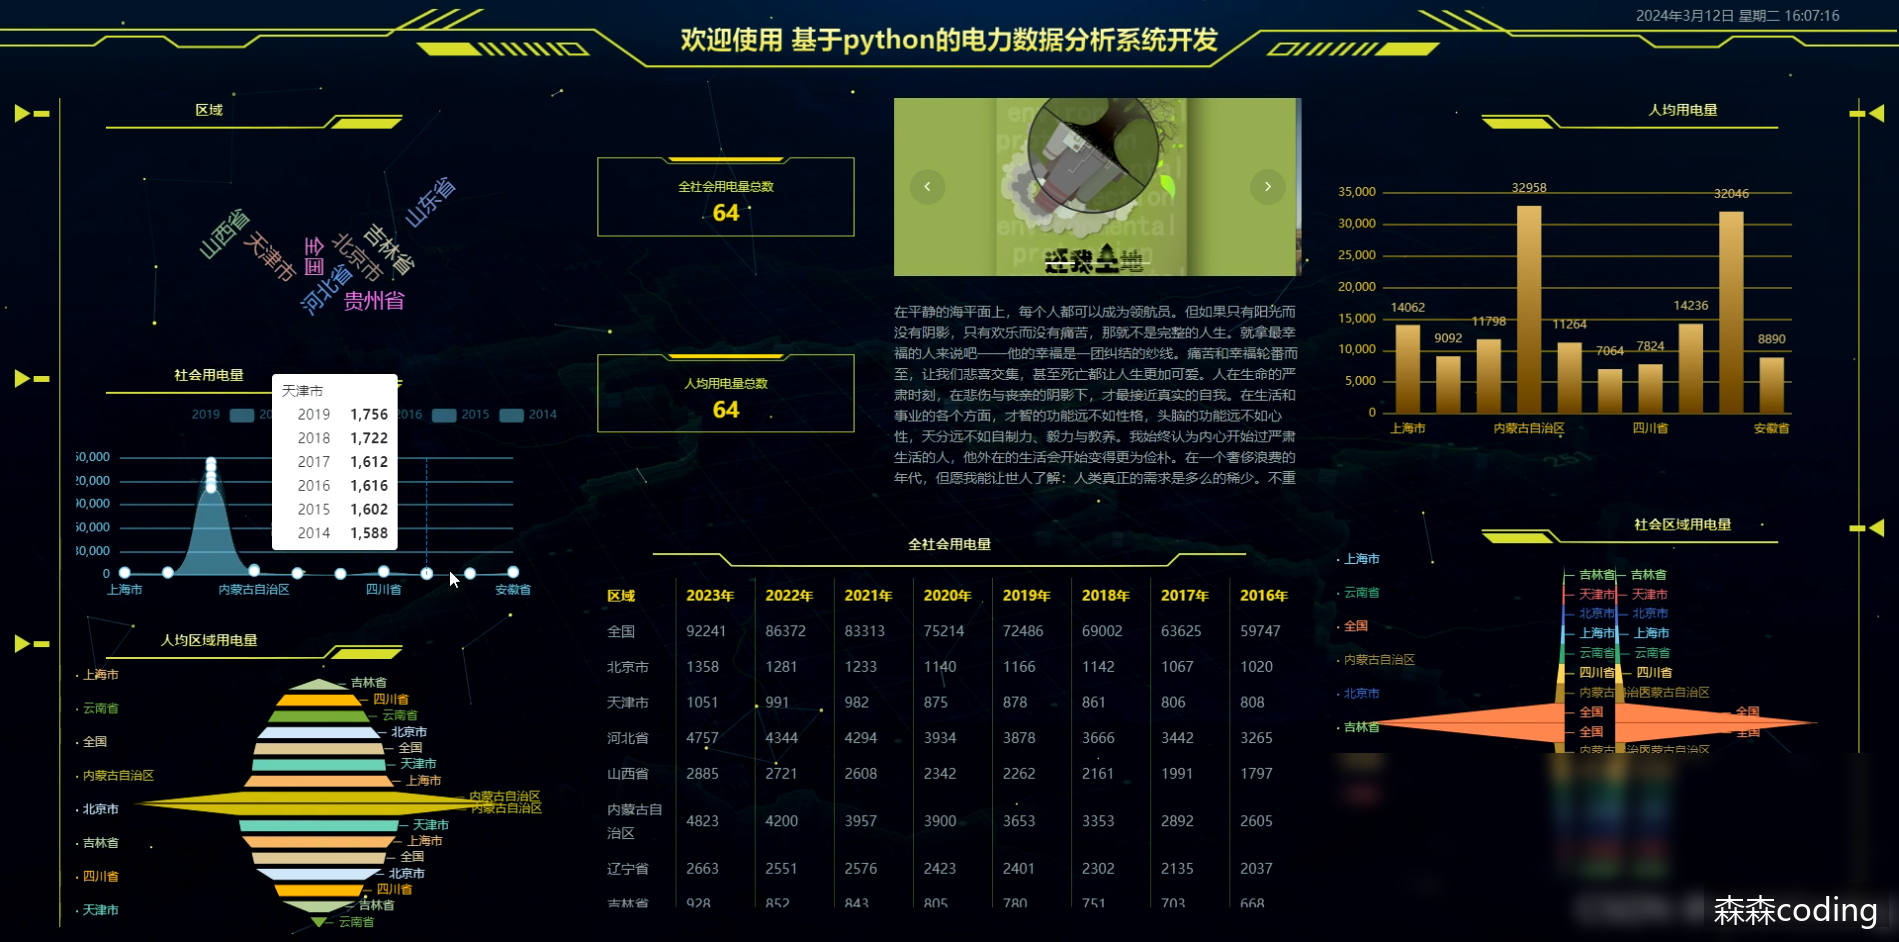 2024年3月12日 星期二 16:07:16
欢迎使用 基于python的电力数据分析系统开发
区域
山东省
山西省
天津市
全国
北京市
吉林省
河北省
贵州省
全社会用电量总数
64
人均用电量总数
64
在平静的海平面上，每个人都可以成为领航员。但如果只有阳光而
没有阴影，只有欢乐而没有痛苦，那就不是完整的人生。就拿最幸
福的人来说吧——他的幸福是一团纠结的纱线。痛苦和幸福轮番而
至，让我们悲喜交集，甚至死亡都让人生更加可爱。人在生命的严
肃时刻，在悲伤与丧亲的阴影下，才最接近真实的自我。在生活和
事业的各个方面，才智的功能远不如性格，头脑的功能远不如心
性，天分远不如自制力、毅力与教养。我始终认为内心开始过严肃
生活的人，他外在的生活会开始变得更为俭朴。在一个奢侈浪费的
年代，但愿我能让世人了解：人类真正的需求是多么的稀少。不重
人均用电量
35,000
30,000
25,000
20,000
15,000
10,000
5,000
0
14062
9092
11798
32958
11264
7064
7824
14236
32046
8890
上海市
内蒙古自治区
四川省
安徽省
社会用电量
2019
2016
2015
2014
天津市
2019 1,756
2018 1,722
2017 1,612
2016 1,616
2015 1,602
2014 1,588
0
上海市
内蒙古自治区
四川省
安徽省
人均区域用电量
上海市
云南省
全国
内蒙古自治区
北京市
吉林省
四川省
天津市
吉林省
四川省
云南省
北京市
全国
天津市
上海市
内蒙古自治区
内蒙古自治区
天津市
上海市
全国
北京市
四川省
吉林省
云南省
全社会用电量
区域 2023年 2022年 2021年 2020年 2019年 2018年 2017年 2016年
全国 92241 86372 83313 75214 72486 69002 63625 59747
北京市 1358 1281 1233 1140 1166 1142 1067 1020
天津市 1051 991 982 875 878 861 806 808
河北省 4757 4344 4294 3934 3878 3666 3442 3265
山西省 2885 2721 2608 2342 2262 2161 1991 1797
内蒙古自
治区 4823 4200 3957 3900 3653 3353 2892 2605
辽宁省 2663 2551 2576 2423 2401 2302 2135 2037
吉林省 928 852 843 805 780 751 703 668
社会区域用电量
上海市
云南省
全国
内蒙古自治区
北京市
吉林省
吉林省 吉林省
天津市 天津市
北京市 北京市
上海市 上海市
云南省 云南省
四川省 四川省
内蒙古自治区
全国 全国
全国 全国
内蒙古自治区
森森coding